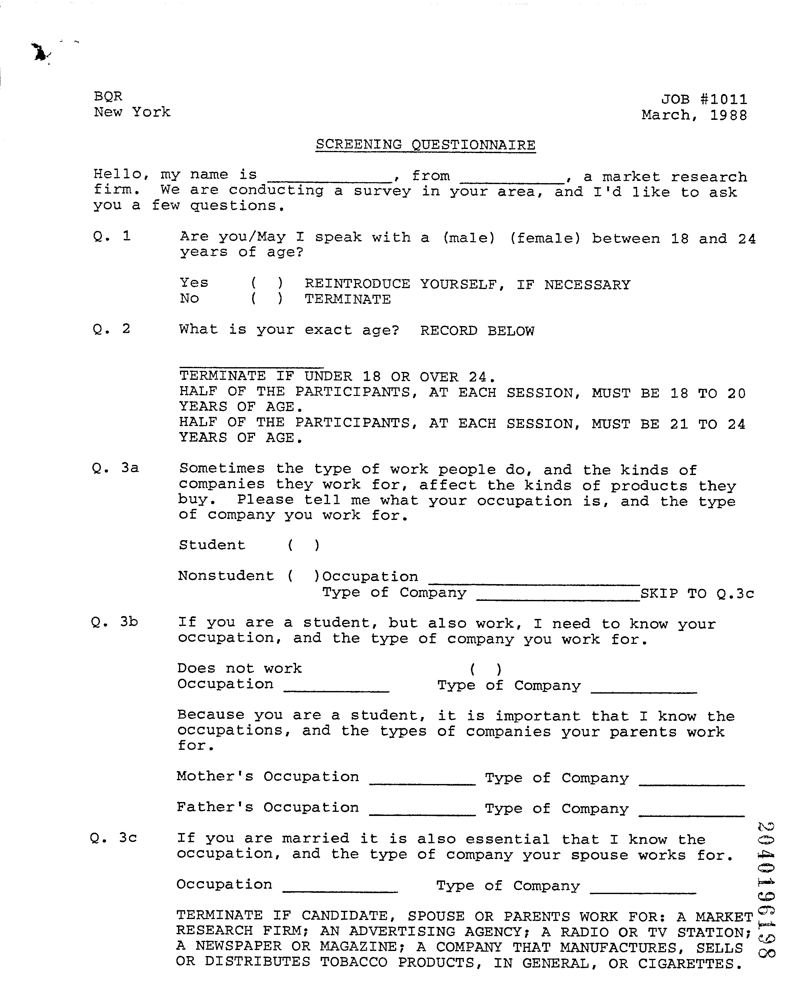 BQR JOB #1011
New York March, 1988
SCREENING QUESTIONNAIRE
Hello, my name is ____________, from __________, a market research
firm. We are conducting a survey in your area, and I'd like to ask
you a few questions.
Q. 1 Are you/May I speak with a (male) (female) between 18 and 24
years of age?
Yes ( ) REINTRODUCE YOURSELF, IF NECESSARY
No ( ) TERMINATE
Q. 2 What is your exact age? RECORD BELOW
______________
TERMINATE IF UNDER 18 OR OVER 24.
HALF OF THE PARTICIPANTS, AT EACH SESSION, MUST BE 18 TO 20
YEARS OF AGE.
HALF OF THE PARTICIPANTS, AT EACH SESSION, MUST BE 21 TO 24
YEARS OF AGE.
Q. 3a Sometimes the type of work people do, and the kinds of
companies they work for, affect the kinds of products they
buy. Please tell me what your occupation is, and the type
of company you work for.
Student ( )
Nonstudent ( )Occupation ____________________
Type of Company ________________SKIP TO Q.3c
Q. 3b If you are a student, but also work, I need to know your
occupation, and the type of company you work for.
Does not work ( )
Occupation __________ Type of Company __________
Because you are a student, it is important that I know the
occupations, and the types of companies your parents work
for.
Mother's Occupation __________ Type of Company __________
Father's Occupation __________ Type of Company __________
Q. 3c If you are married it is also essential that I know the
occupation, and the type of company your spouse works for.
Occupation ___________ Type of Company __________
TERMINATE IF CANDIDATE, SPOUSE OR PARENTS WORK FOR: A MARKET
RESEARCH FIRM; AN ADVERTISING AGENCY; A RADIO OR TV STATION;
A NEWSPAPER OR MAGAZINE; A COMPANY THAT MANUFACTURES, SELLS
OR DISTRIBUTES TOBACCO PRODUCTS, IN GENERAL, OR CIGARETTES.
2040196198